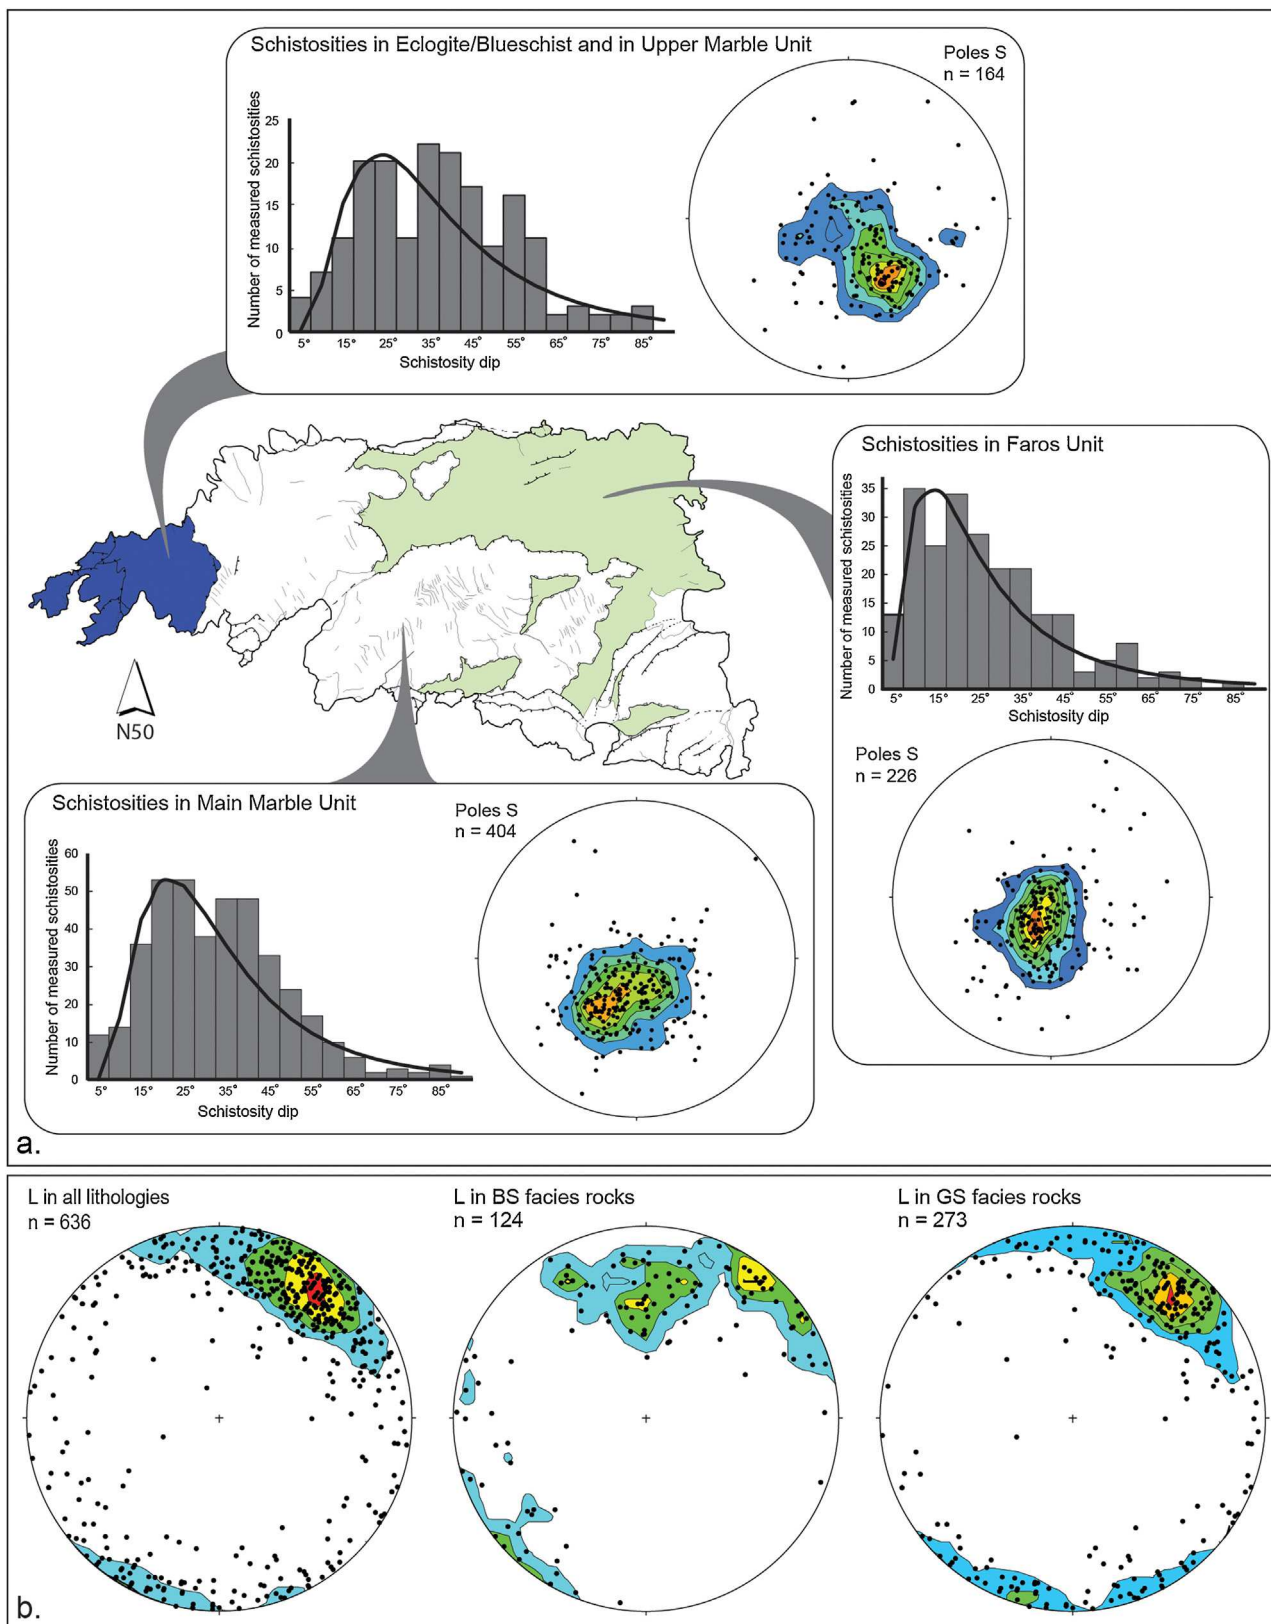 Schistosities in Eclogite/Blueschist and in Upper Marble Unit
Poles S
n = 164
Number of measured schistosities
25
20
15
10
5
0
5° 15° 25° 35° 45° 55° 65° 75° 85°
Schistosity dip
Schistosities in Faros Unit
Number of measured schistosities
35
30
25
20
15
10
5
0
5° 15° 25° 35° 45° 55° 65° 75° 85°
Schistosity dip
Poles S
n = 226
N50
Schistosities in Main Marble Unit
Poles S
n = 404
Number of measured schistosities
60
50
40
30
20
10
0
5° 15° 25° 35° 45° 55° 65° 75° 85°
Schistosity dip
a.
L in all lithologies
n = 636
L in BS facies rocks
n = 124
L in GS facies rocks
n = 273
b.